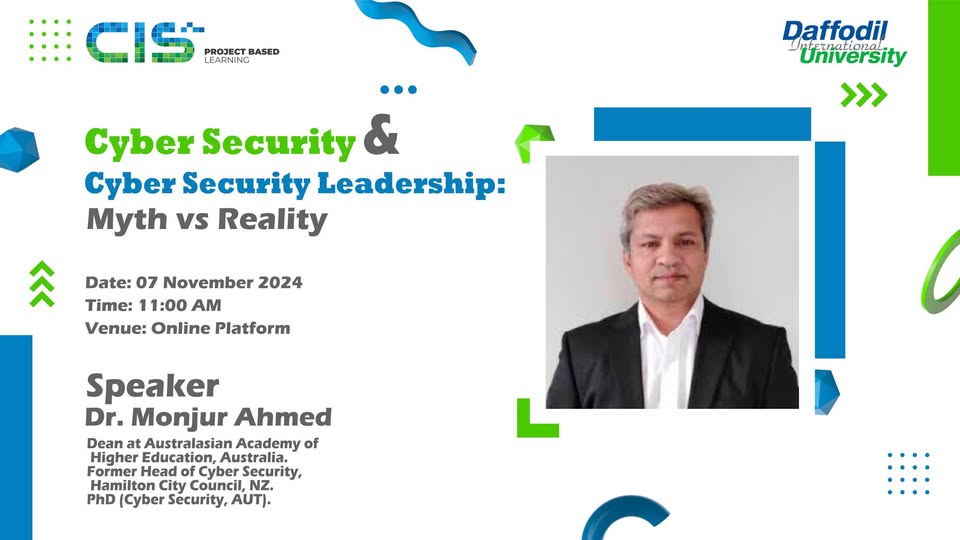 CIS
PROJECT BASED
LEARNING
Daffodil
International
University
Cyber Security &
Cyber Security Leadership:
Myth vs Reality
Date: 07 November 2024
Time: 11:00 AM
Venue: Online Platform
Speaker
Dr. Monjur Ahmed
Dean at Australasian Academy of
Higher Education, Australia.
Former Head of Cyber Security,
Hamilton City Council, NZ.
PhD (Cyber Security, AUT).